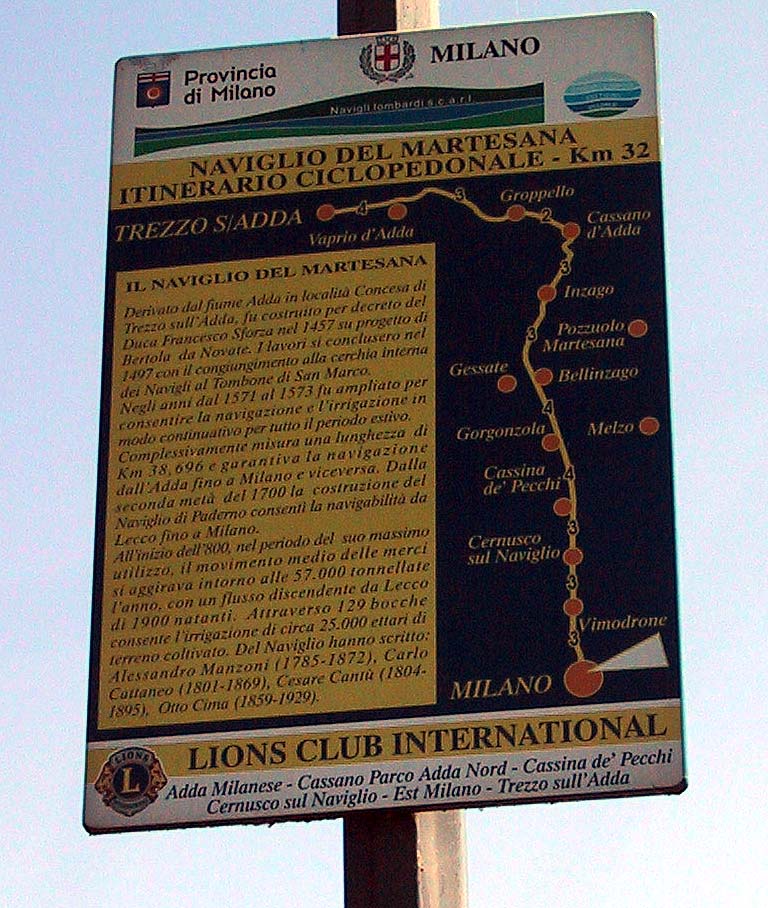 Provincia
di Milano
MILANO
Navigli lombardi s.c.a r.l.
NAVIGLIO DEL MARTESANA
ITINERARIO CICLOPEDONALE - Km 32
TREZZO S/ADDA
4
Vaprio d'Adda
3
Groppello
2
Cassano
d'Adda
3
Inzago
3
Pozzuolo
Martesana
Gessate
Bellinzago
4
Gorgonzola
Melzo
4
Cassina
de' Pecchi
3
Cernusco
sul Naviglio
3
Vimodrone
3
MILANO
IL NAVIGLIO DEL MARTESANA
Derivato dal fiume Adda in località Concesa di
Trezzo sull'Adda, fu costruito per decreto del
Duca Francesco Sforza nel 1457 su progetto di
Bertola da Novate. I lavori si conclusero nel
1497 con il congiungimento alla cerchia interna
dei Navigli al Tombone di San Marco.
Negli anni dal 1571 al 1573 fu ampliato per
consentire la navigazione e l'irrigazione in
modo continuativo per tutto il periodo estivo.
Complessivamente misura una lunghezza di
Km 38,696 e garantiva la navigazione
dall'Adda fino a Milano e viceversa. Dalla
seconda metà del 1700 la costruzione del
Naviglio di Paderno consentì la navigabilità da
Lecco fino a Milano.
All'inizio dell'800, nel periodo del suo massimo
utilizzo, il movimento medio delle merci
si aggirava intorno alle 57.000 tonnellate
l'anno, con un flusso discendente da Lecco
di 1900 natanti. Attraverso 129 bocche
consente l'irrigazione di circa 25.000 ettari di
terreno coltivato. Del Naviglio hanno scritto:
Alessandro Manzoni (1785-1872), Carlo
Cattaneo (1801-1869), Cesare Cantù (1804-
1895), Otto Cima (1859-1929).
LIONS
L
LIONS CLUB INTERNATIONAL
Adda Milanese - Cassano Parco Adda Nord - Cassina de' Pecchi
Cernusco sul Naviglio - Est Milano - Trezzo sull'Adda